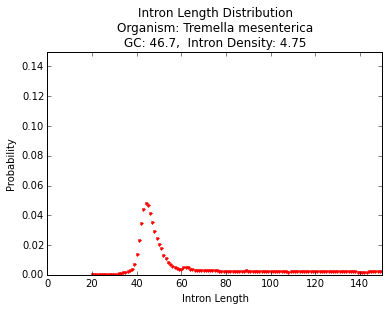 Intron Length Distribution
Organism: Tremella mesenterica
GC: 46.7,  Intron Density: 4.75
0.14
0.12
0.10
0.08
0.06
0.04
0.02
0.00
Probability
0 20 40 60 80 100 120 140
Intron Length